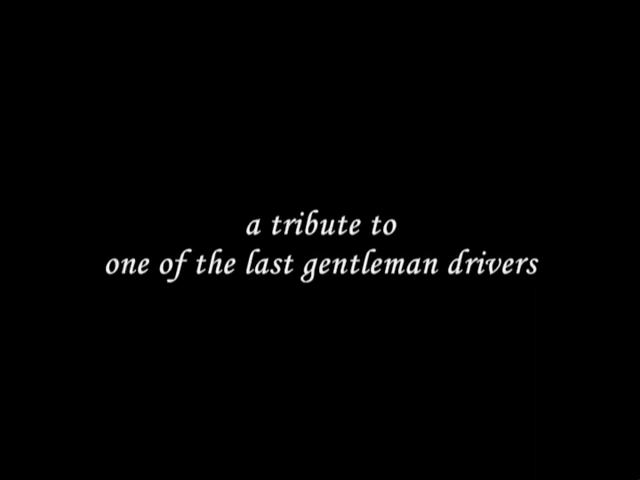 a tribute to
one of the last gentleman drivers